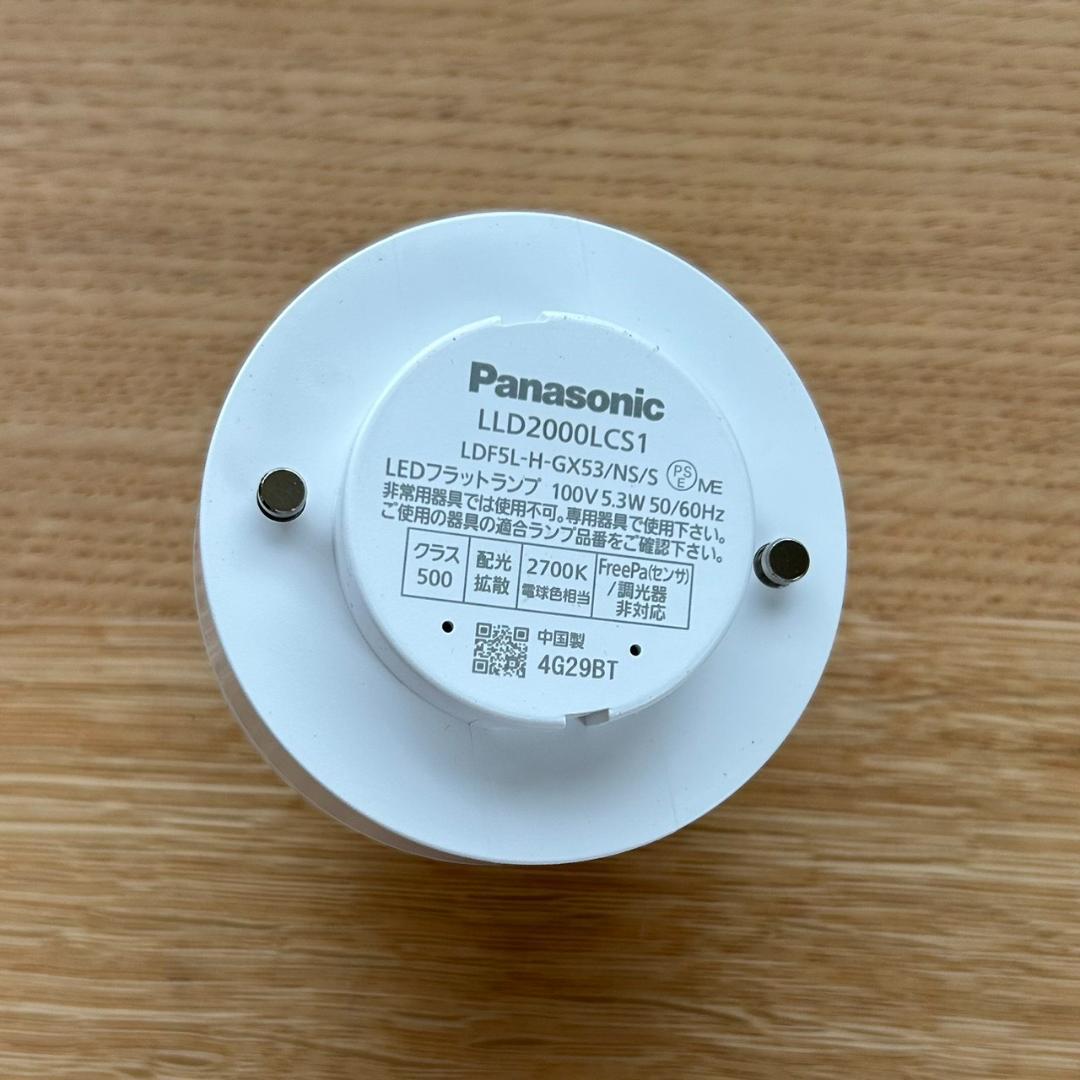 Panasonic
LLD2000LCS1
LDF5L-H-GX53/NS/S PSE ME
LEDフラットランプ 100V 5.3W 50/60Hz
非常用器具では使用不可。専用器具で使用下さい。
ご使用の器具の適合ランプ品番をご確認下さい。
クラス 500
配光 拡散
2700K 電球色相当
FreePa(センサ) /調光器 非対応
中国製
4G29BT